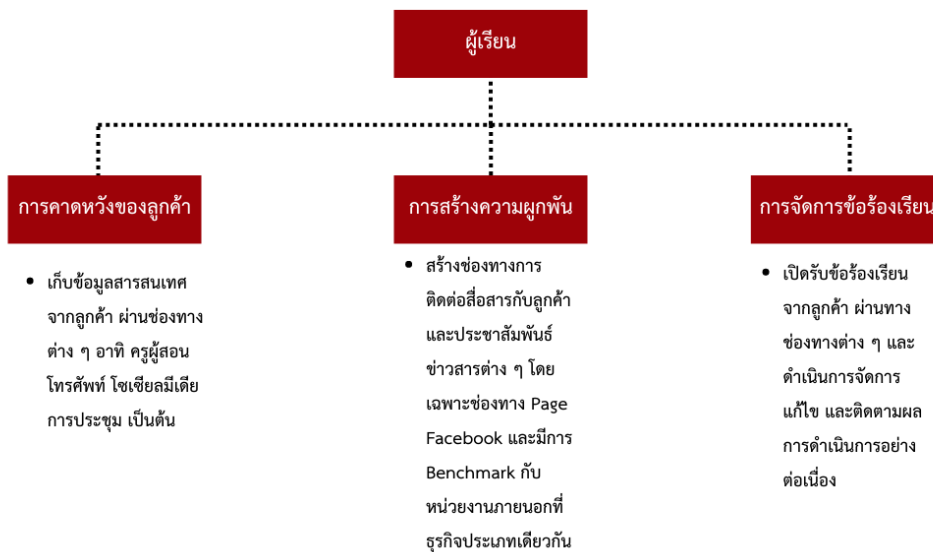 ผู้เรียน
การคาดหวังของลูกค้า
• เก็บข้อมูลสารสนเทศ
จากลูกค้า ผ่านช่องทาง
ต่าง ๆ อาทิ ครูผู้สอน
โทรศัพท์ โซเซียลมีเดีย
การประชุม เป็นต้น
การสร้างความผูกพัน
• สร้างช่องทางการ
ติดต่อสื่อสารกับลูกค้า
และประชาสัมพันธ์
ข่าวสารต่าง ๆ โดย
เฉพาะช่องทาง Page
Facebook และมีการ
Benchmark กับ
หน่วยงานภายนอกที่
ธุรกิจประเภทเดียวกัน
การจัดการข้อร้องเรียน
• เปิดรับข้อร้องเรียน
จากลูกค้า ผ่านทาง
ช่องทางต่าง ๆ และ
ดำเนินการจัดการ
แก้ไข และติดตามผล
การดำเนินการอย่าง
ต่อเนื่อง